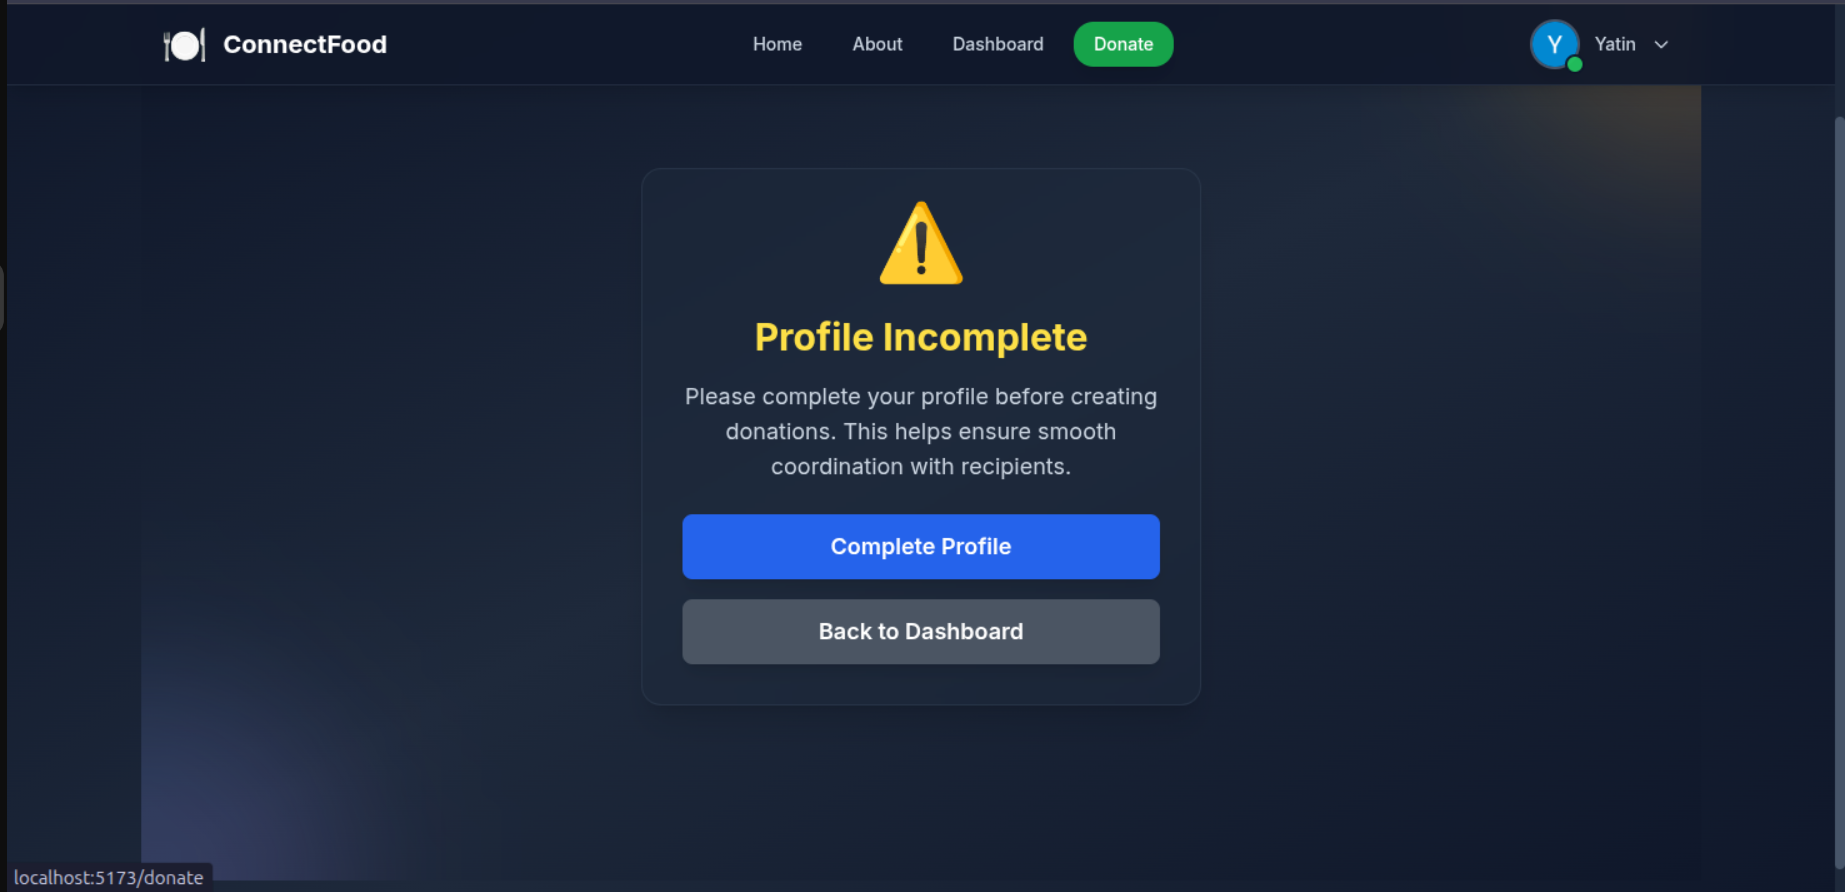 ConnectFood
Home
About
Dashboard
Donate
Y
Yatin
Profile Incomplete
Please complete your profile before creating
donations. This helps ensure smooth
coordination with recipients.
Complete Profile
Back to Dashboard
localhost:5173/donate